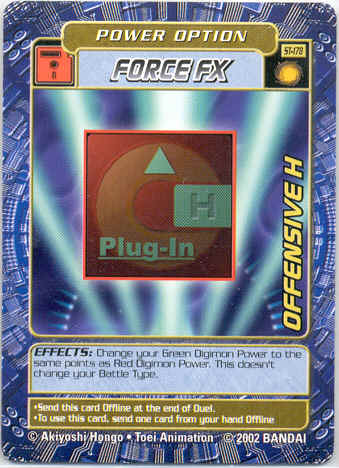 POWER OPTION
FORCE FX
ST-178
H
Plug-In
OFFENSIVE H
EFFECTS: Change your Green Digimon Power to the
same points as Red Digimon Power. This doesn't
change your Battle Type.
•Send this card Offline at the end of Duel.
•To use this card, send one card from your hand Offline
© Akiyoshi Hongo • Toei Animation © 2002 BANDAI